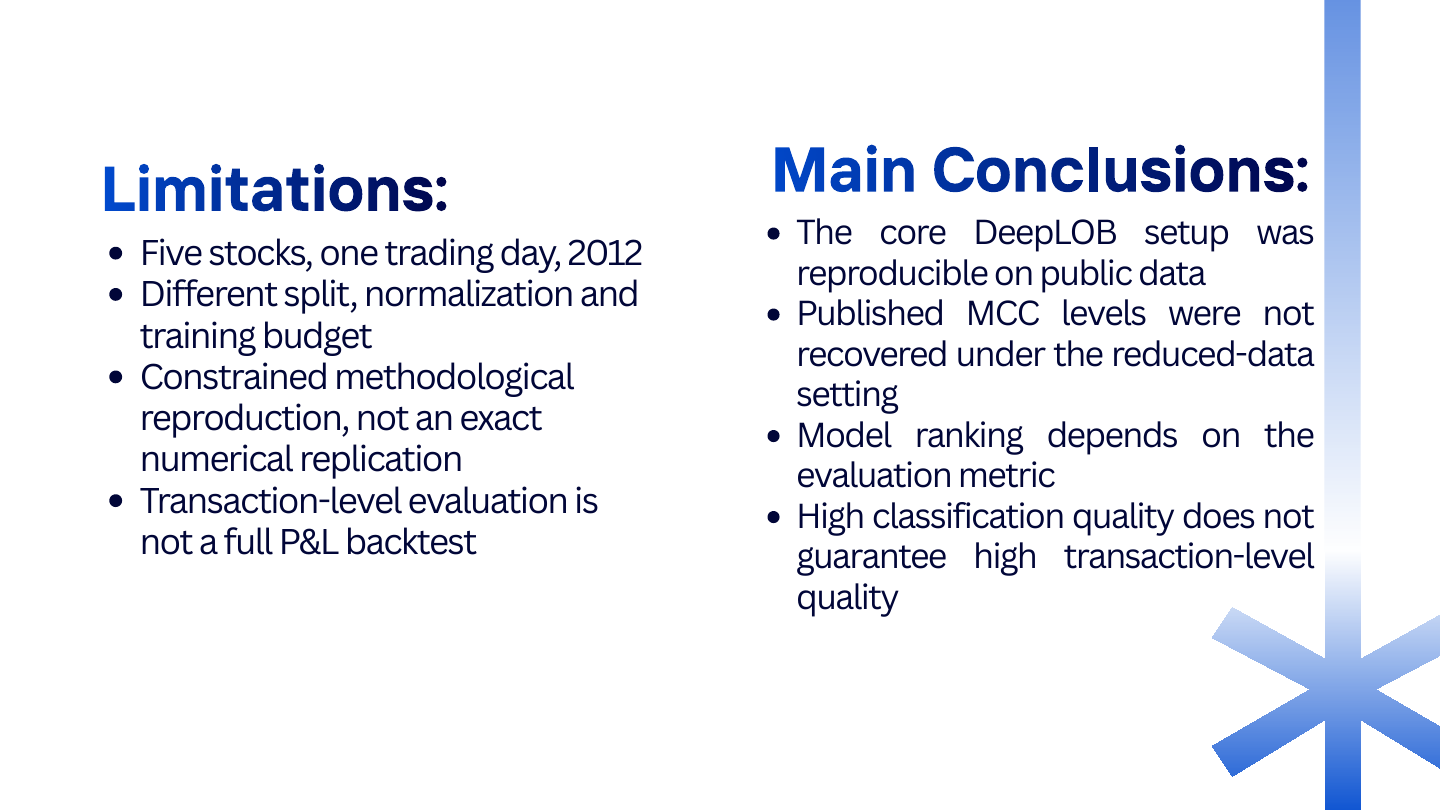 Limitations:
• Five stocks, one trading day, 2012
• Different split, normalization and
training budget
• Constrained methodological
reproduction, not an exact
numerical replication
• Transaction-level evaluation is
not a full P&L backtest
Main Conclusions:
• The core DeepLOB setup was
reproducible on public data
• Published MCC levels were not
recovered under the reduced-data
setting
• Model ranking depends on the
evaluation metric
• High classification quality does not
guarantee high transaction-level
quality